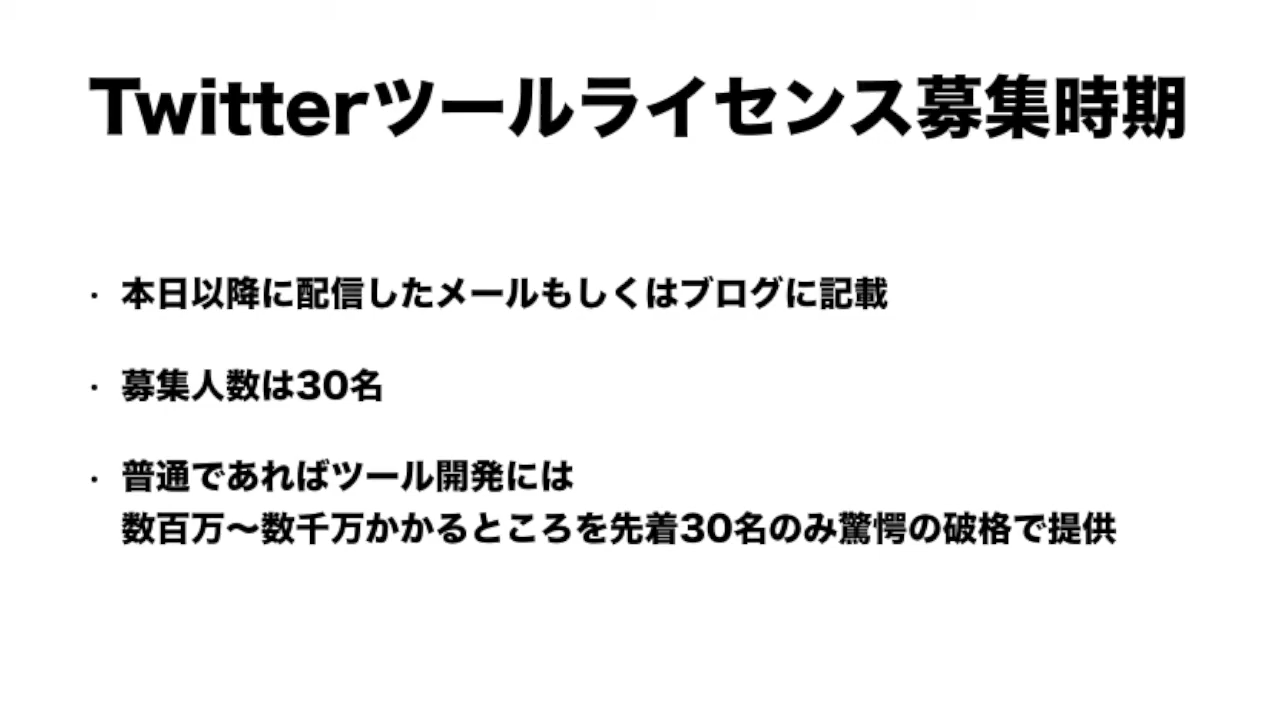 Twitterツールライセンス募集時期
・本日以降に配信したメールもしくはブログに記載
・募集人数は30名
・普通であればツール開発には
数百万〜数千万かかるところを先着30名のみ驚愕の破格で提供